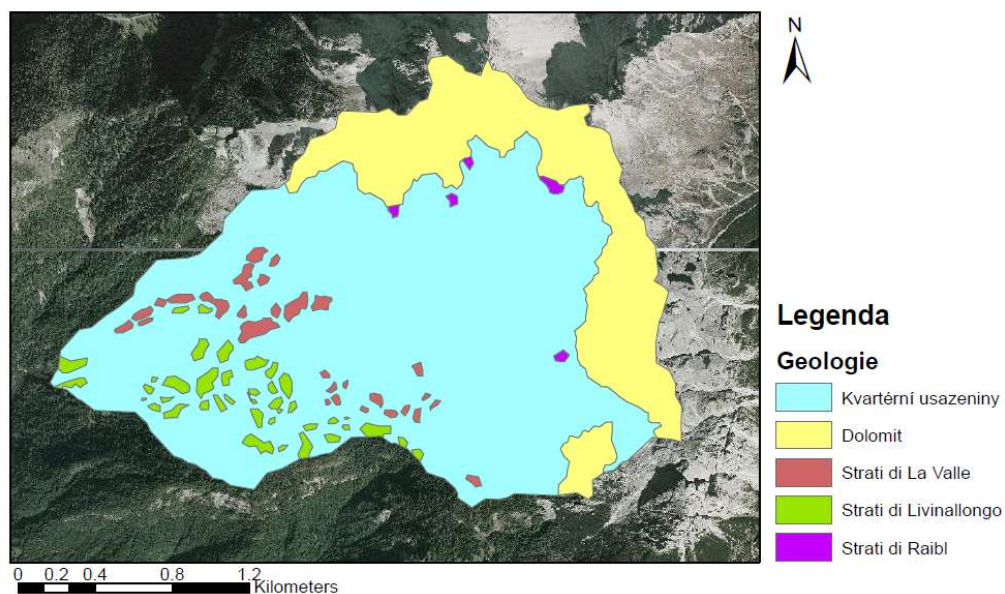 N
Legenda
Geologie
Kvartérní usazeniny
Dolomit
Strati di La Valle
Strati di Livinallongo
Strati di Raibl
0 0.2 0.4 0.8 1.2
Kilometers